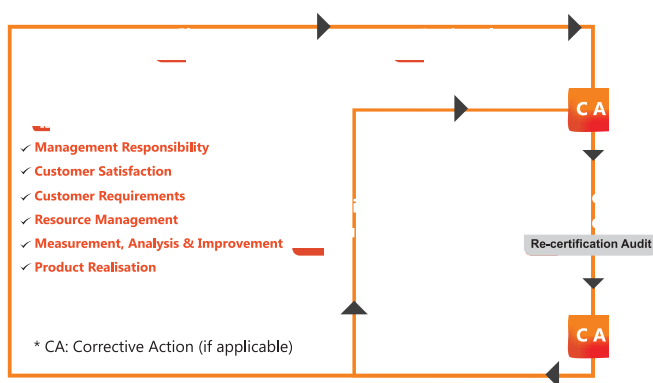 C A
Management Responsibility
Customer Satisfaction
Customer Requirements
Resource Management
Measurement, Analysis & Improvement
Re-certification Audit
Product Realisation
C A
* CA: Corrective Action (if applicable)